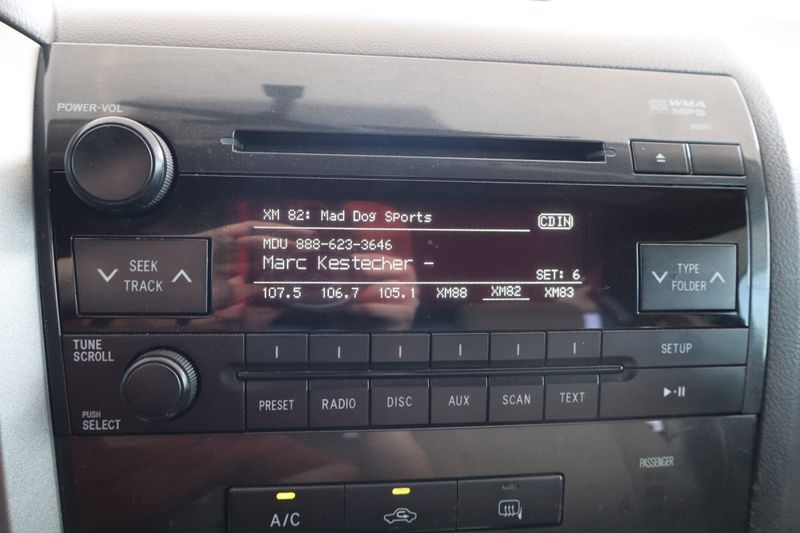 POWER-VOL
WMA
MP3
XM 82: Mad Dog Sports
CD IN
MDU 888-623-3646
Marc Kestecher -
SET: 6
107.5 106.7 105.1 XM88 XM82 XM83
SEEK
TRACK
TYPE
FOLDER
TUNE
SCROLL
SETUP
PUSH
SELECT
PRESET RADIO DISC AUX SCAN TEXT
PASSENGER
A/C